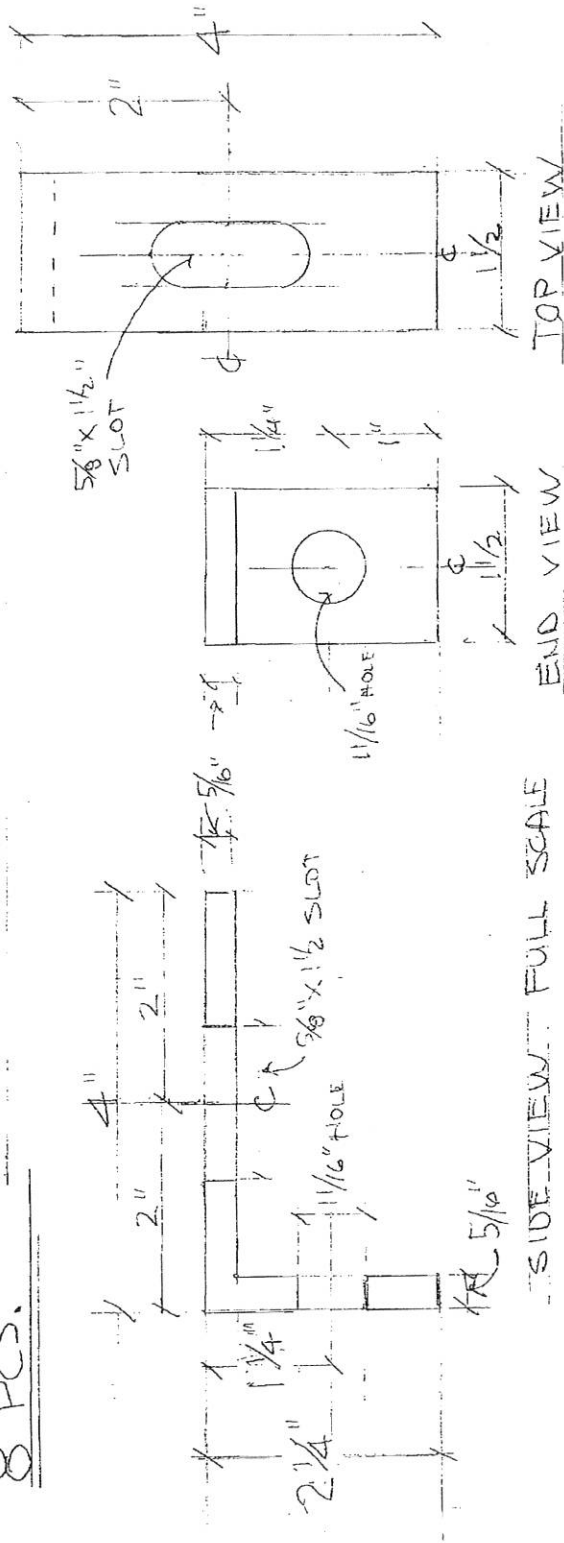 8 PCS.
4"
2"
2"
5/16"
5/8" X 1 1/2 SLOT
11/16" HOLE
1 1/4"
2 1/4"
5/16"
SIDE VIEW FULL SCALE
11/16" HOLE
1 1/4"
1"
℄
1 1/2
END VIEW
5/8" X 1 1/2"
SLOT
℄
2"
4"
℄
1 1/2
TOP VIEW